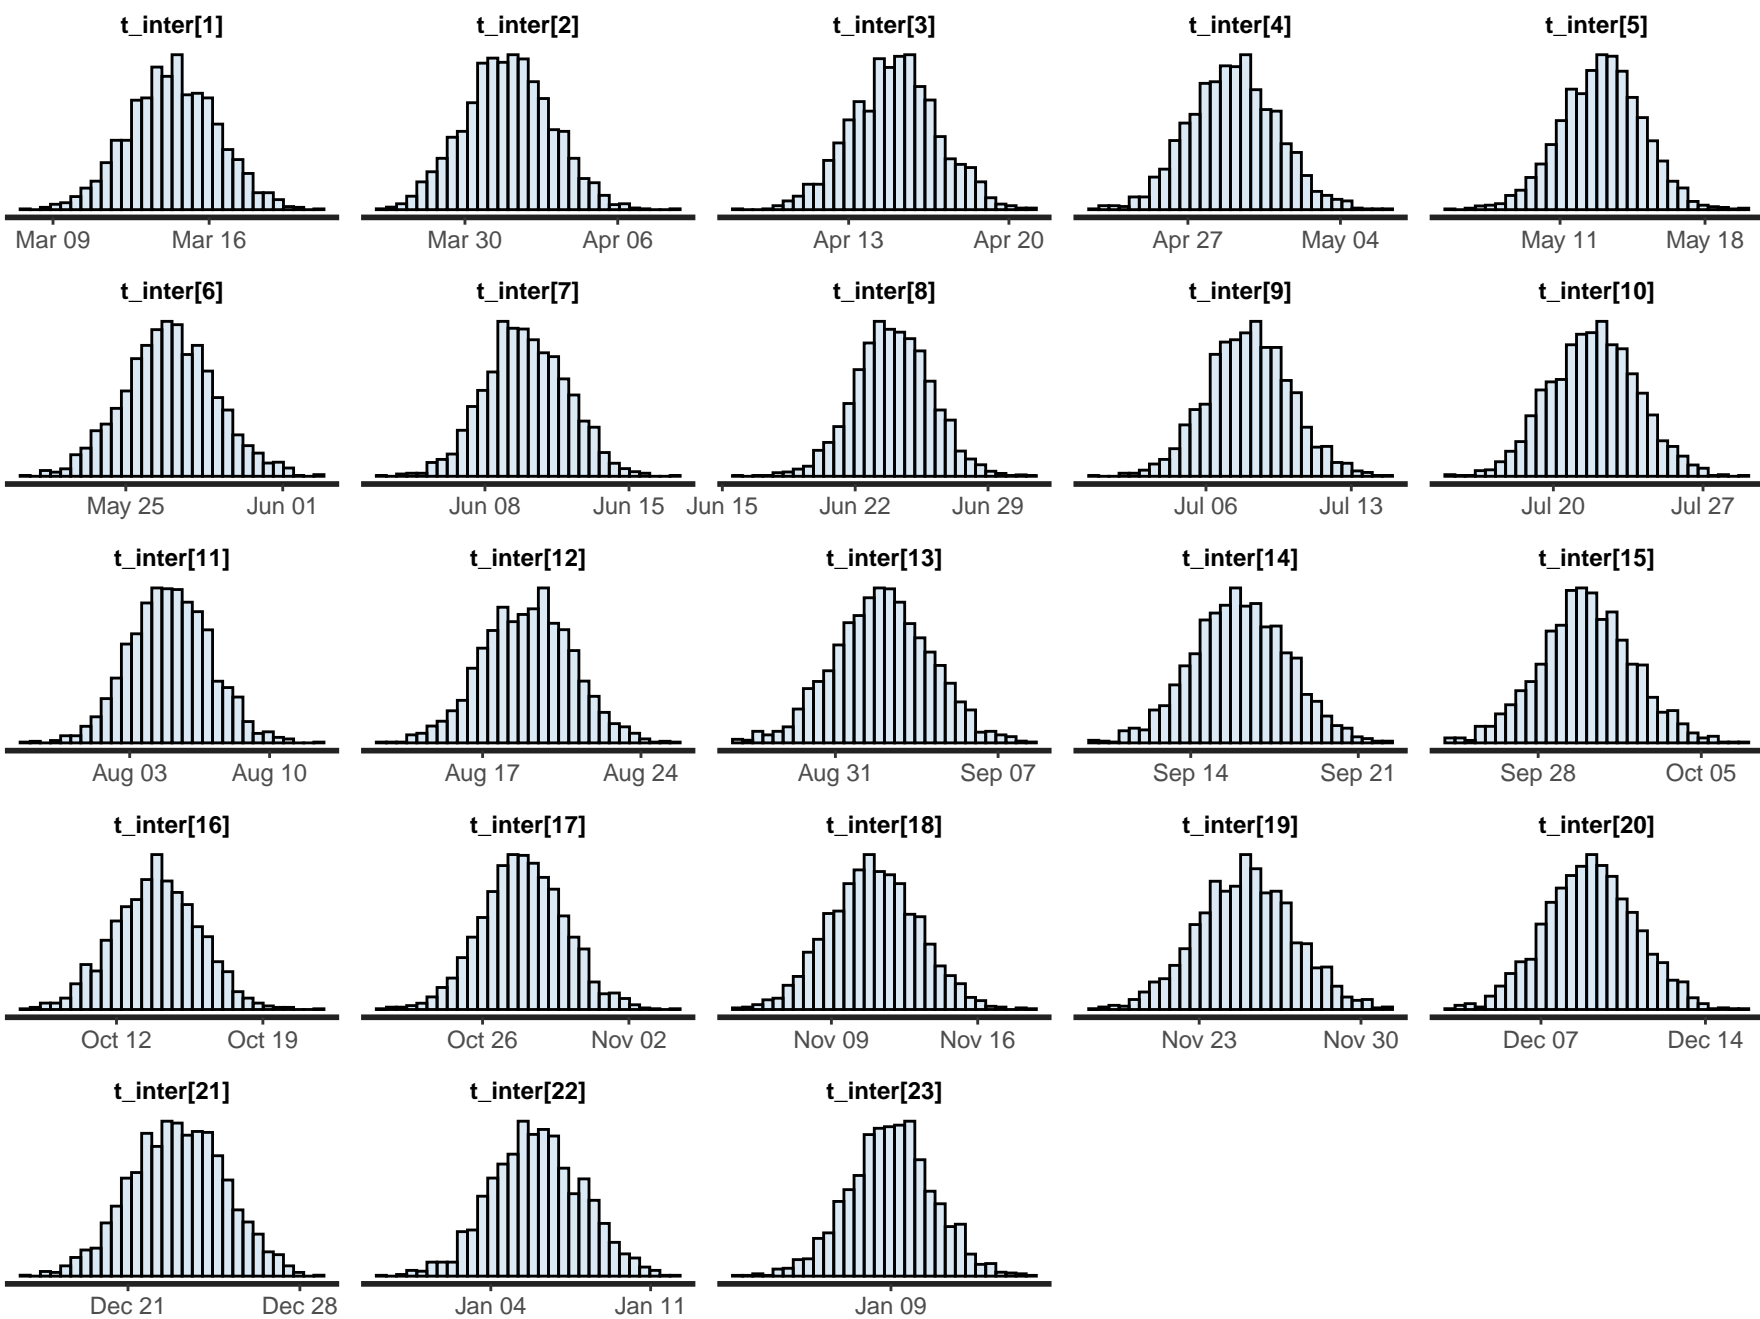 t_inter[1] t_inter[2] t_inter[3] t_inter[4] t_inter[5]
Mar 09 Mar 16 Mar 30 Apr 06 Apr 13 Apr 20 Apr 27 May 04 May 11 May 18
t_inter[6] t_inter[7] t_inter[8] t_inter[9] t_inter[10]
May 25 Jun 01 Jun 08 Jun 15 Jun 15 Jun 22 Jun 29 Jul 06 Jul 13 Jul 20 Jul 27
t_inter[11] t_inter[12] t_inter[13] t_inter[14] t_inter[15]
Aug 03 Aug 10 Aug 17 Aug 24 Aug 31 Sep 07 Sep 14 Sep 21 Sep 28 Oct 05
t_inter[16] t_inter[17] t_inter[18] t_inter[19] t_inter[20]
Oct 12 Oct 19 Oct 26 Nov 02 Nov 09 Nov 16 Nov 23 Nov 30 Dec 07 Dec 14
t_inter[21] t_inter[22] t_inter[23]
Dec 21 Dec 28 Jan 04 Jan 11 Jan 09